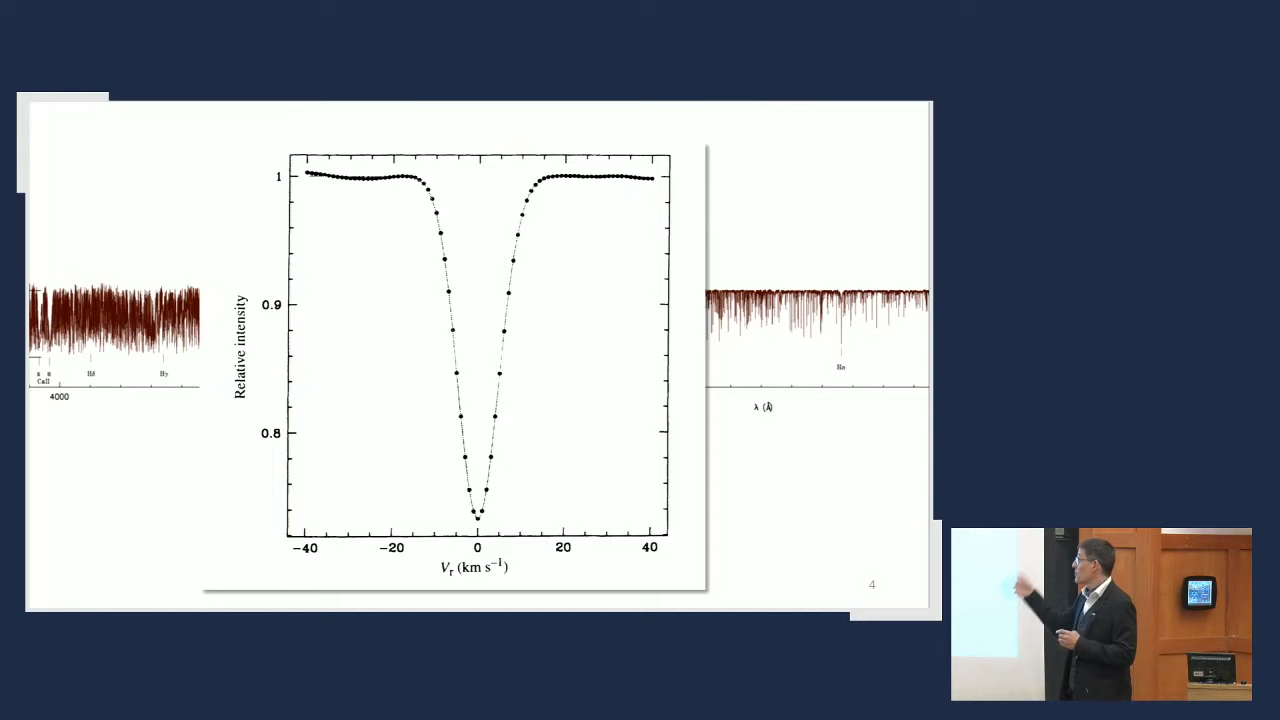 1
0.9
0.8
Relative intensity
-40
-20
0
20
40
Vr (km s⁻¹)
K H
CaII
Hδ
Hγ
4000
Hα
λ (Å)
4